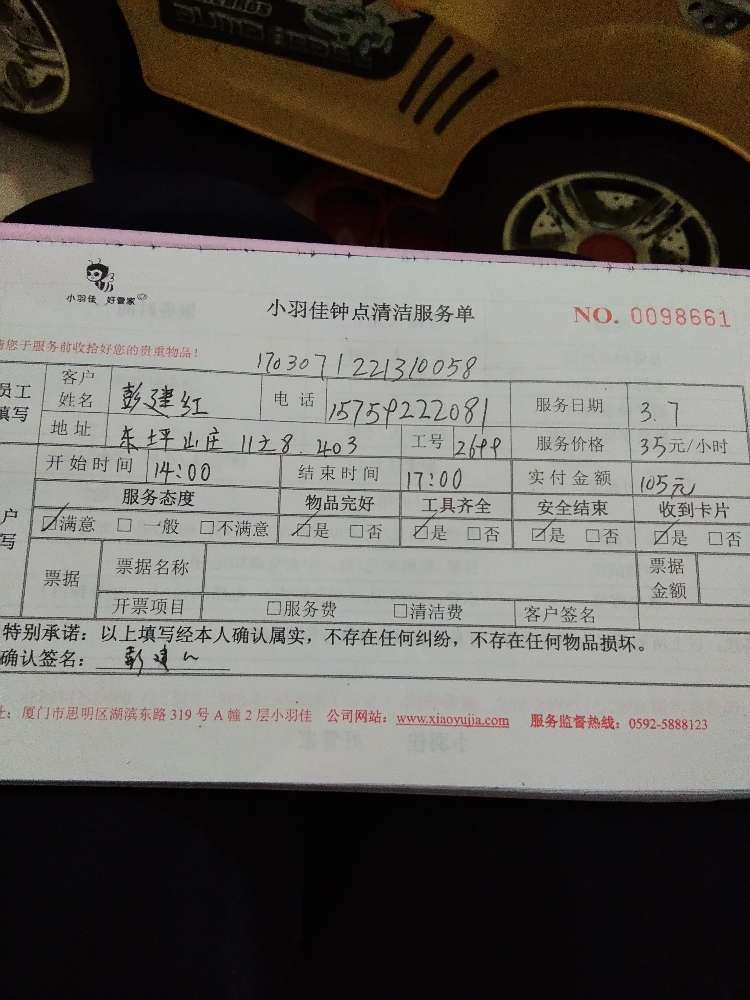 小羽佳 好管家
小羽佳钟点清洁服务单
NO. 0098661
请您于服务前收拾好您的贵重物品!
1703071221310058
员工填写 客户姓名 彭建红 电话 15759222081 服务日期 3.7
地址 东坪山庄 11之8.403 工号 2699 服务价格 35元/小时
开始时间 14:00 结束时间 17:00 实付金额 105元
户写 服务态度 物品完好 工具齐全 安全结束 收到卡片
☑满意 □一般 □不满意 ☑是 □否 ☑是 □否 ☑是 □否 ☑是 □否
票据 票据名称 票据金额
开票项目 □服务费 □清洁费 客户签名
特别承诺:以上填写经本人确认属实,不存在任何纠纷,不存在任何物品损坏。
确认签名: 彭建
址:厦门市思明区湖滨东路 319 号 A 幢 2 层小羽佳 公司网站:www.xiaoyujia.com 服务监督热线:0592-5888123